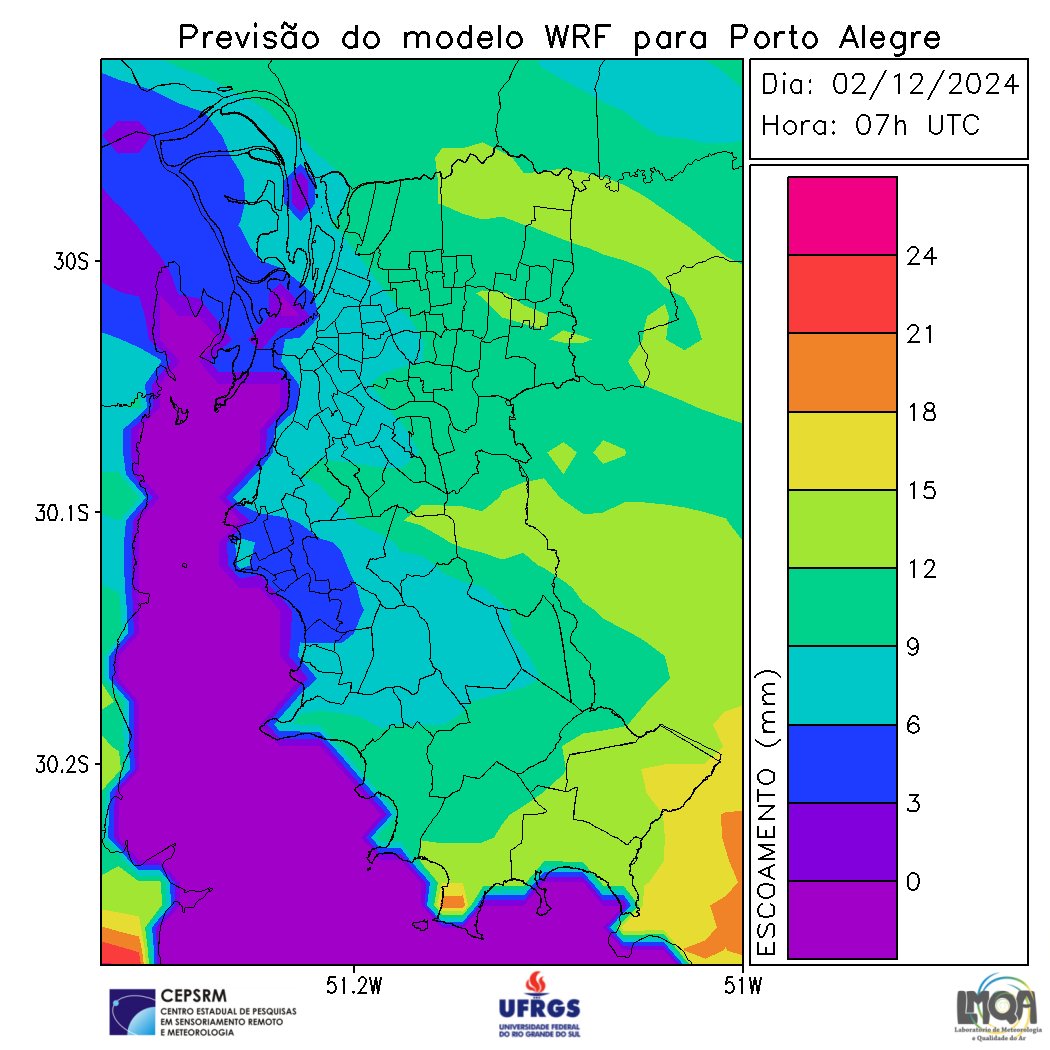 Previsão do modelo WRF para Porto Alegre
Dia: 02/12/2024
Hora: 07h UTC
30S
30.1S
30.2S
51.2W
51W
ESCOAMENTO (mm)
24
21
18
15
12
9
6
3
0
CEPSRM
CENTRO ESTADUAL DE PESQUISAS
EM SENSORIAMENTO REMOTO
E METEOROLOGIA
UFRGS
UNIVERSIDADE FEDERAL
DO RIO GRANDE DO SUL
LMQA
Laboratório de Meteorologia
e Qualidade do Ar